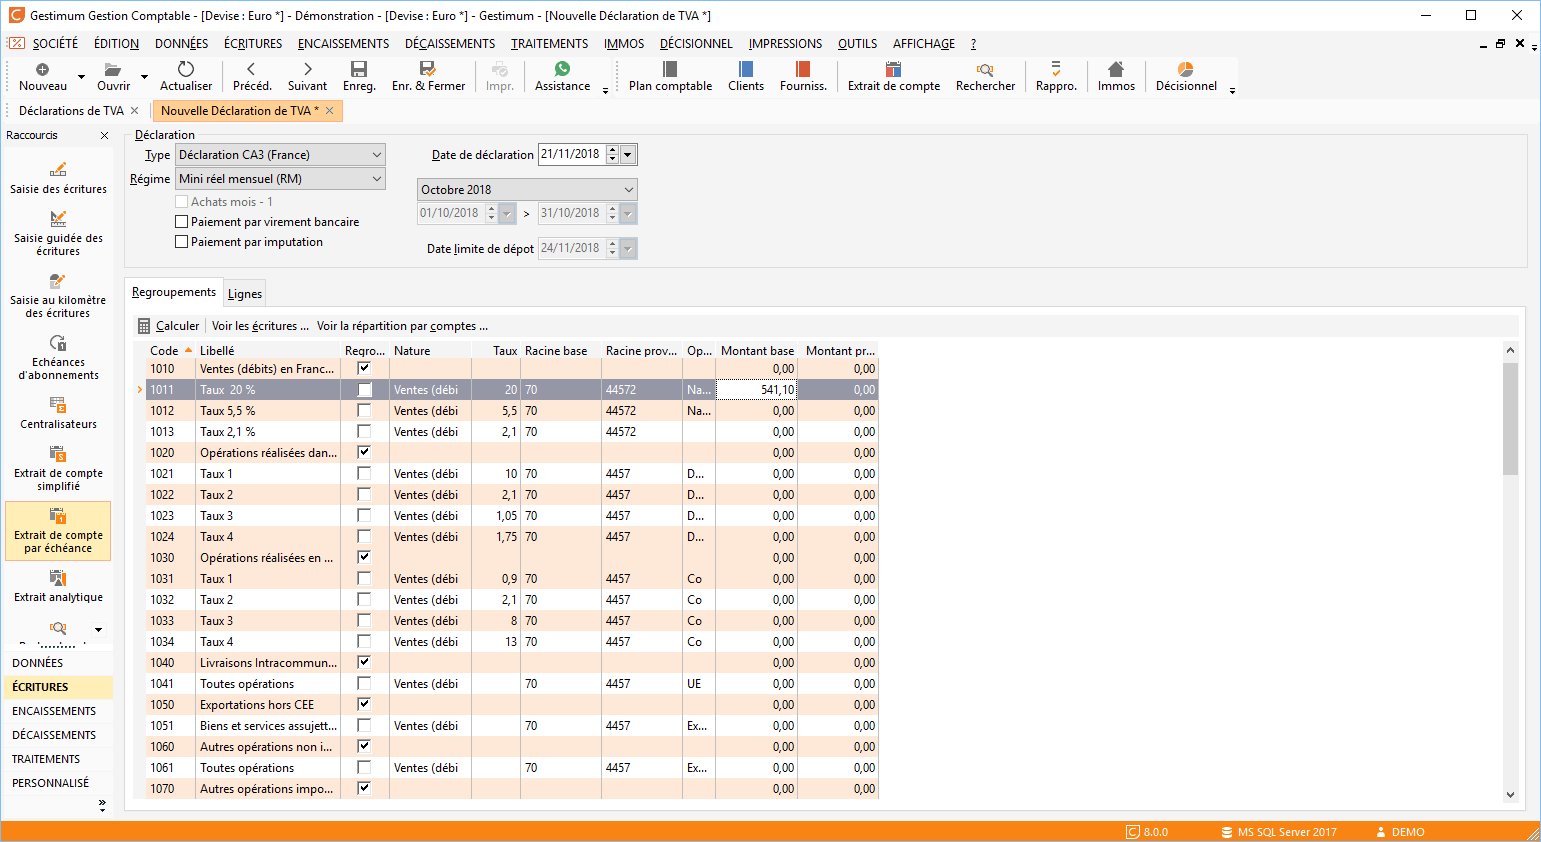 Gestimum Gestion Comptable - [Devise : Euro *] - Démonstration - [Devise : Euro *] - Gestimum - [Nouvelle Déclaration de TVA *]
SOCIÉTÉ ÉDITION DONNÉES ÉCRITURES ENCAISSEMENTS DÉCAISSEMENTS TRAITEMENTS IMMOS DÉCISIONNEL IMPRESSIONS OUTILS AFFICHAGE ?
Nouveau Ouvrir Actualiser Précéd. Suivant Enreg. Enr. & Fermer Impr. Assistance Plan comptable Clients Fourniss. Extrait de compte Rechercher Rappro. Immos Décisionnel
Déclarations de TVA Nouvelle Déclaration de TVA *
Raccourcis
Saisie des écritures
Saisie guidée des
écritures
Saisie au kilomètre
des écritures
Echéances
d'abonnements
Centralisateurs
Extrait de compte
simplifié
Extrait de compte
par échéance
Extrait analytique
DONNÉES
ÉCRITURES
ENCAISSEMENTS
DÉCAISSEMENTS
TRAITEMENTS
PERSONNALISÉ
Déclaration
Type Déclaration CA3 (France) Date de déclaration 21/11/2018
Régime Mini réel mensuel (RM) Octobre 2018
Achats mois - 1 01/10/2018 > 31/10/2018
Paiement par virement bancaire
Paiement par imputation Date limite de dépot 24/11/2018
Regroupements Lignes
Calculer Voir les écritures ... Voir la répartition par comptes ...
Code Libellé Regro... Nature Taux Racine base Racine prov... Op... Montant base Montant pr...
1010 Ventes (débits) en Franc... 0,00 0,00
1011 Taux 20 % Ventes (débi 20 70 44572 Na... 541,10 0,00
1012 Taux 5,5 % Ventes (débi 5,5 70 44572 Na... 0,00 0,00
1013 Taux 2,1 % Ventes (débi 2,1 70 44572 0,00 0,00
1020 Opérations réalisées dan... 0,00 0,00
1021 Taux 1 Ventes (débi 10 70 4457 D... 0,00 0,00
1022 Taux 2 Ventes (débi 2,1 70 4457 D... 0,00 0,00
1023 Taux 3 Ventes (débi 1,05 70 4457 D... 0,00 0,00
1024 Taux 4 Ventes (débi 1,75 70 4457 D... 0,00 0,00
1030 Opérations réalisées en ... 0,00 0,00
1031 Taux 1 Ventes (débi 0,9 70 4457 Co 0,00 0,00
1032 Taux 2 Ventes (débi 2,1 70 4457 Co 0,00 0,00
1033 Taux 3 Ventes (débi 8 70 4457 Co 0,00 0,00
1034 Taux 4 Ventes (débi 13 70 4457 Co 0,00 0,00
1040 Livraisons Intracommun... 0,00 0,00
1041 Toutes opérations Ventes (débi 70 4457 UE 0,00 0,00
1050 Exportations hors CEE 0,00 0,00
1051 Biens et services assujett... Ventes (débi 70 4457 Ex... 0,00 0,00
1060 Autres opérations non i... 0,00 0,00
1061 Toutes opérations Ventes (débi 70 4457 Ex... 0,00 0,00
1070 Autres opérations impo... 0,00 0,00
8.0.0 MS SQL Server 2017 DEMO